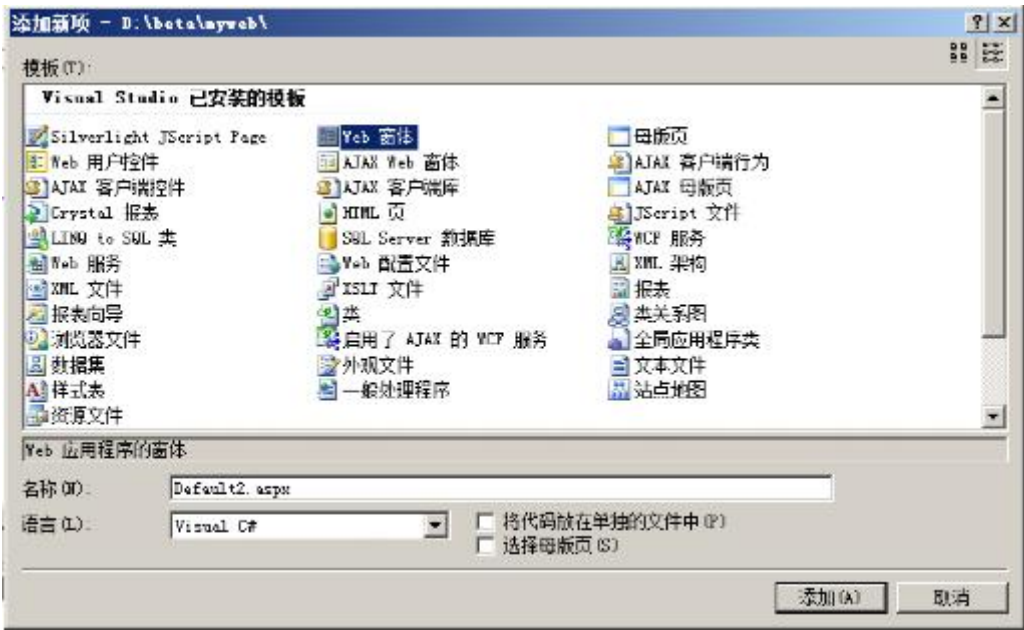 添加新项 - D:\beta\myweb\
模板(T):
Visual Studio 已安装的模板
Silverlight JScript Page Web 窗体 母版页
Web 用户控件 AJAX Web 窗体 AJAX 客户端行为
AJAX 客户端控件 AJAX 客户端库 AJAX 母版页
Crystal 报表 HTML 页 JScript 文件
LINQ to SQL 类 SQL Server 数据库 WCF 服务
Web 服务 Web 配置文件 XML 架构
XML 文件 XSLT 文件 报表
报表向导 类 类关系图
浏览器文件 启用了 AJAX 的 WCF 服务 全局应用程序类
数据集 外观文件 文本文件
样式表 一般处理程序 站点地图
资源文件
Web 应用程序的窗体
名称(N): Default2.aspx
语言(L): Visual C# 将代码放在单独的文件中(P)
选择母版页(S)
添加(A) 取消